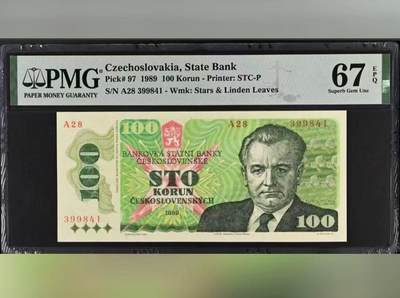 PMG
PAPER MONEY GUARANTY
Czechoslovakia, State Bank
Pick# 97 1989 100 Korun - Printer: STC-P
S/N A28 399841 - Wmk: Stars & Linden Leaves
67 EPQ
Superb Gem Unc
A28
100
A28 399841
BANKOVKA STÁTNÍ BANKY
ČESKOSLOVENSKÉ
100
STO
KORUN
ČESKOSLOVENSKÝCH
1989
399841
100